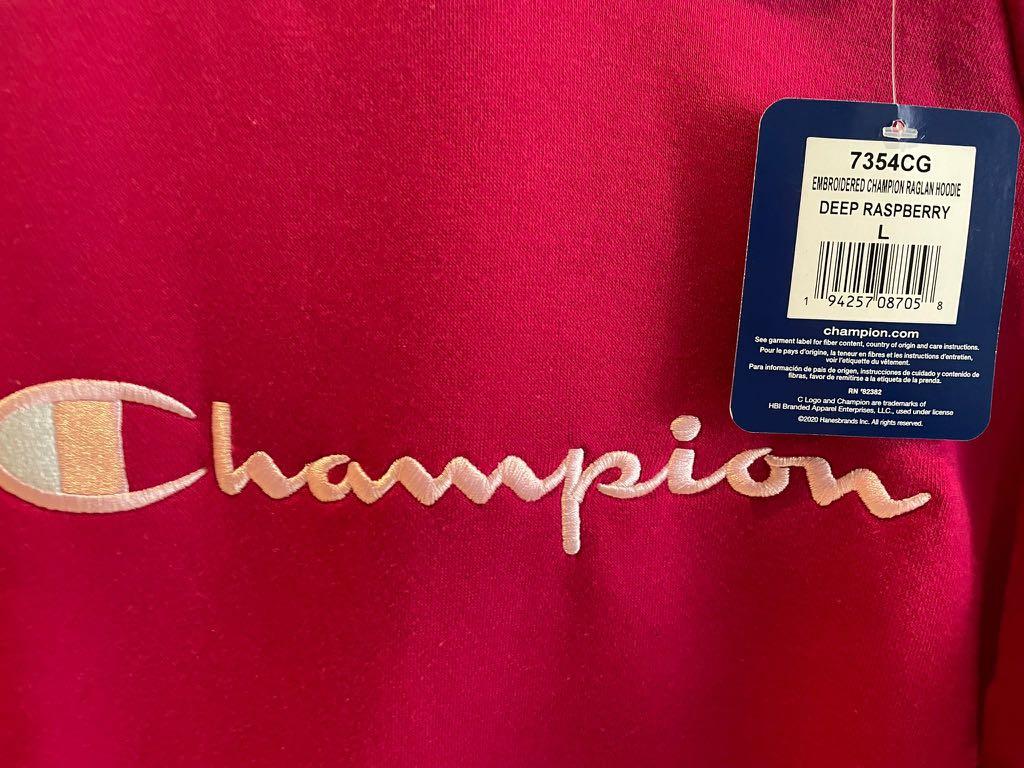 Champion
7354CG
EMBROIDERED CHAMPION RAGLAN HOODIE
DEEP RASPBERRY
L
1 94257 08705 8
champion.com
See garment label for fiber content, country of origin and care instructions.
Pour le pays d'origine, la teneur en fibres et les instructions d'entretien,
voir l'etiquette du vêtement.
Para información de país de origen, instrucciones de cuidado y contenido de
fibras, favor de remitirse a la etiqueta de la prenda.
RN #82382
C Logo and Champion are trademarks of
HBI Branded Apparel Enterprises, LLC., used under license
©2020 Hanesbrands Inc. All rights reserved.